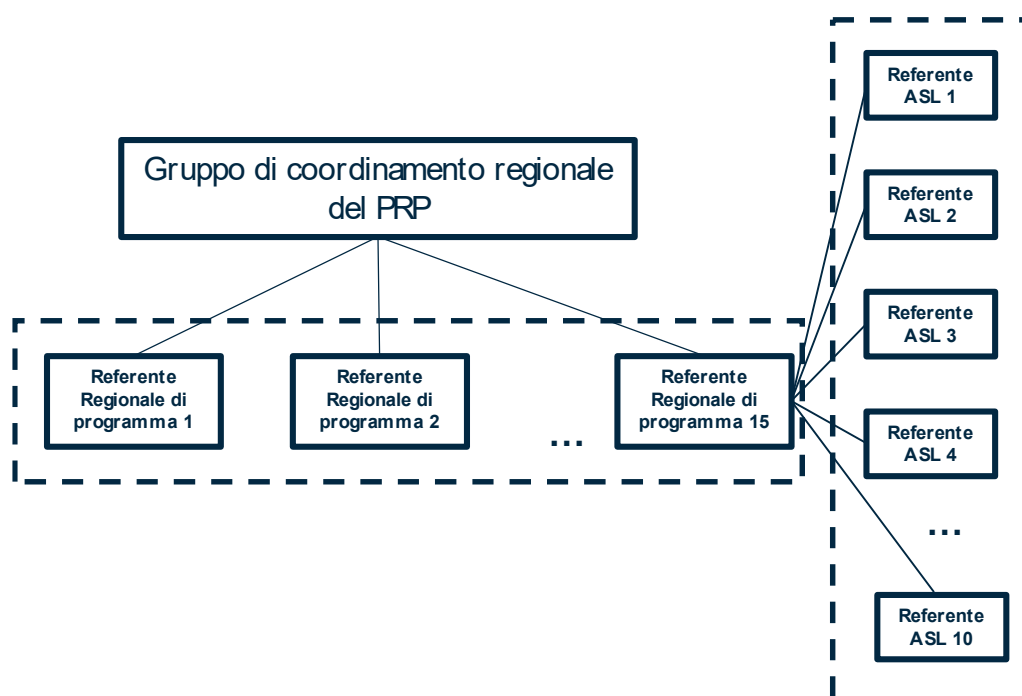 Gruppo di coordinamento regionale
del PRP
Referente
Regionale di
programma 1
Referente
Regionale di
programma 2
...
Referente
Regionale di
programma 15
Referente
ASL 1
Referente
ASL 2
Referente
ASL 3
Referente
ASL 4
...
Referente
ASL 10